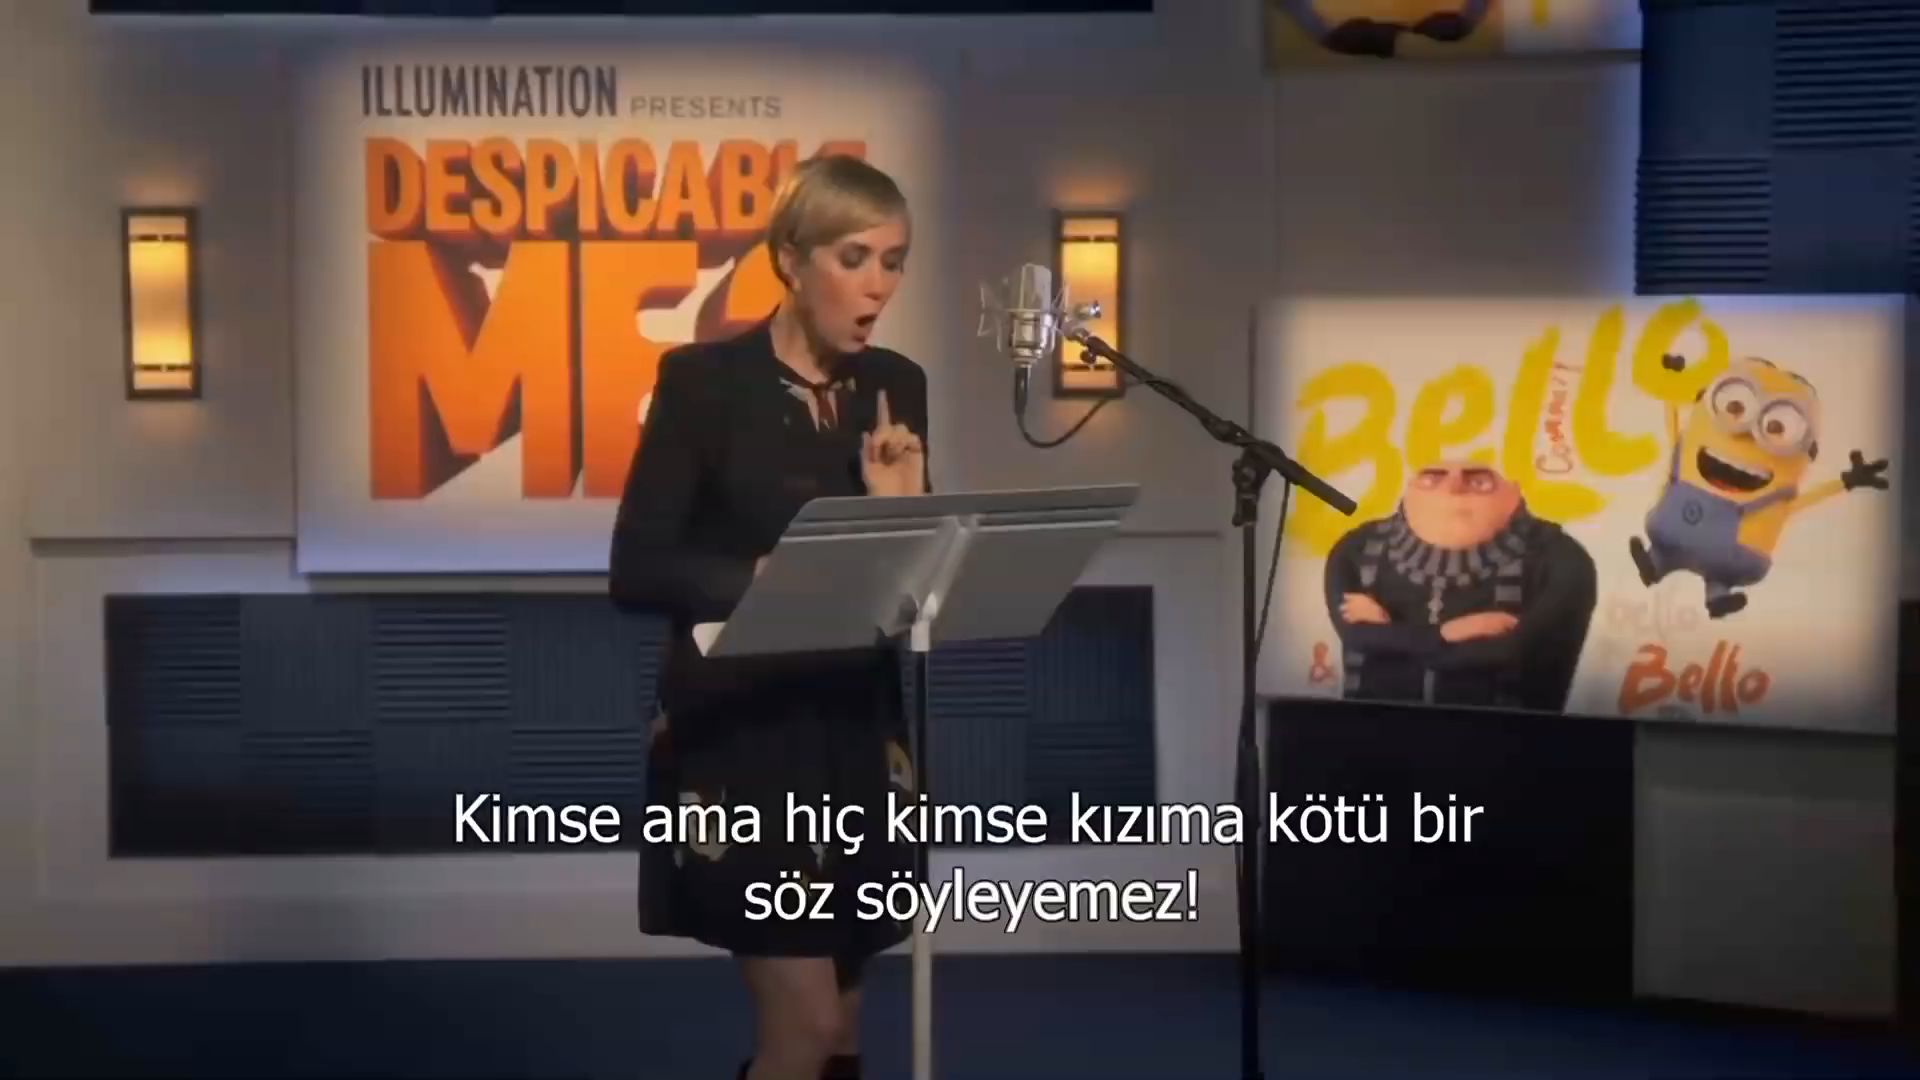 ILLUMINATION PRESENTS
DESPICABLE
ME
Bello
&
Bello
Kimse ama hiç kimse kızıma kötü bir
söz söyleyemez!